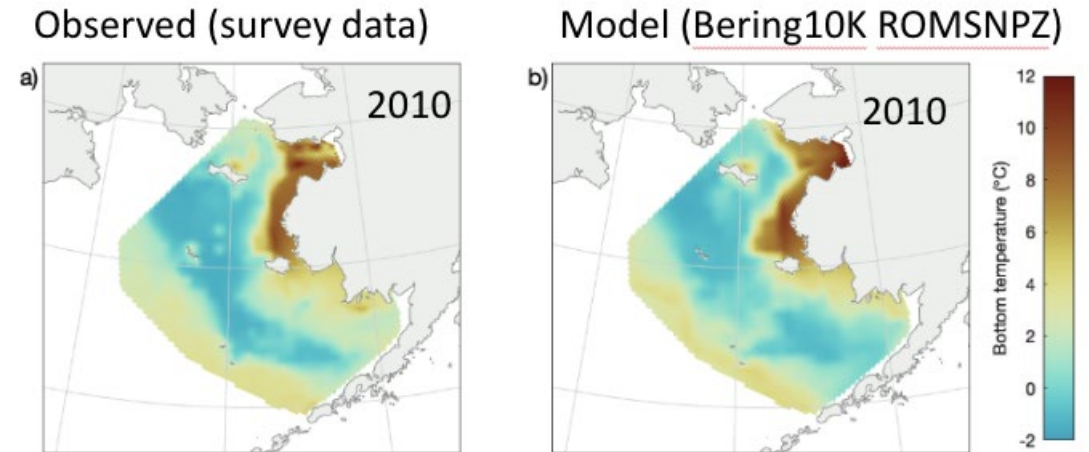 Observed (survey data)
Model (Bering10K ROMSNPZ)
a)
2010
b)
2010
12
10
8
6
4
2
0
-2
Bottom temperature (°C)